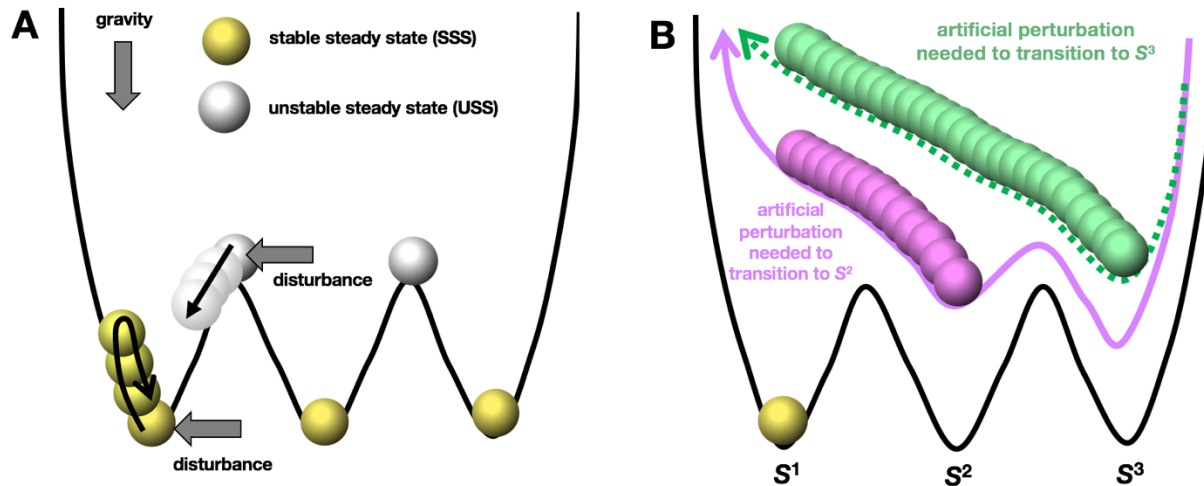 A
gravity
stable steady state (SSS)
unstable steady state (USS)
disturbance
disturbance
B
artificial perturbation
needed to transition to S³
artificial
perturbation
needed to
transition to S²
S¹
S²
S³